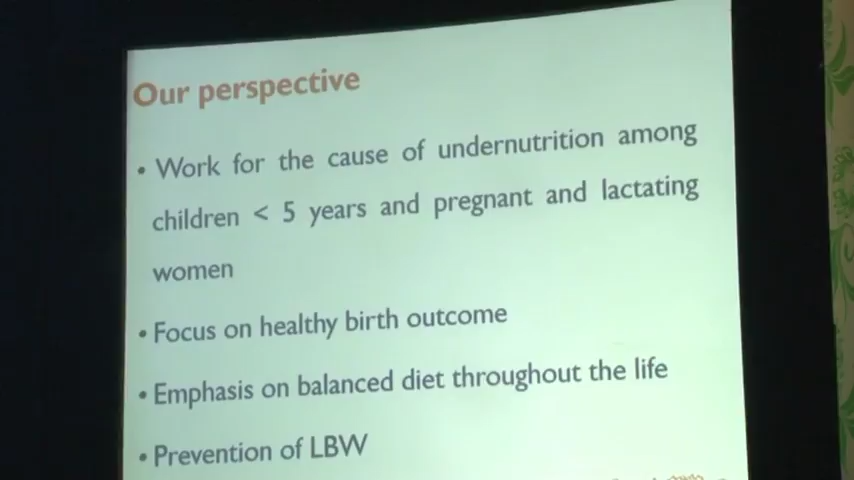 Our perspective
• Work for the cause of undernutrition among
children < 5 years and pregnant and lactating
women
• Focus on healthy birth outcome
• Emphasis on balanced diet throughout the life
• Prevention of LBW